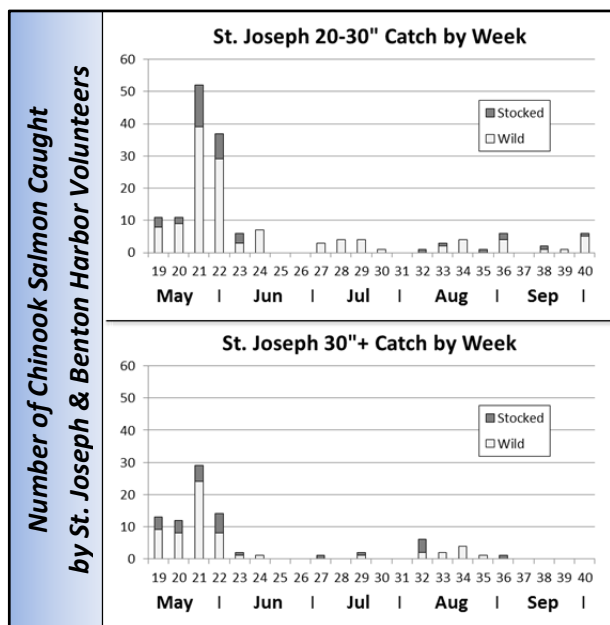 Number of Chinook Salmon Caught
by St. Joseph & Benton Harbor Volunteers
St. Joseph 20-30" Catch by Week
60
50
40
30
20
10
0
Stocked
Wild
19 20 21 22 23 24 25 26 27 28 29 30 31 32 33 34 35 36 37 38 39 40
May | Jun | Jul | Aug | Sep |
St. Joseph 30"+ Catch by Week
60
50
40
30
20
10
0
Stocked
Wild
19 20 21 22 23 24 25 26 27 28 29 30 31 32 33 34 35 36 37 38 39 40
May | Jun | Jul | Aug | Sep |